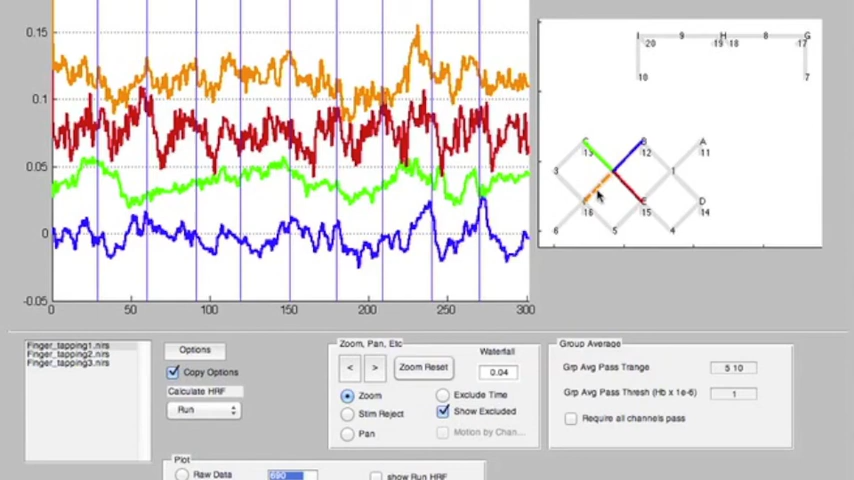 0.15
0.1
0.05
0
-0.05
0 50 100 150 200 250 300
I 9 H 8 G
20 19 18 17
10 7
C B A
13 12 11
3 1
E D
16 15 14
6 5 4
Finger_tapping1.nirs
Finger_tapping2.nirs
Finger_tapping3.nirs
Options
Copy Options
Calculate HRF
Run
Zoom, Pan, Etc
< > Zoom Reset
Waterfall
0.04
Zoom
Stim Reject
Pan
Exclude Time
Show Excluded
Motion by Chan...
Group Average
Grp Avg Pass Trange 5 10
Grp Avg Pass Thresh (Hb x 1e-6) 1
Require all channels pass
Plot
Raw Data 690 show Run HRF